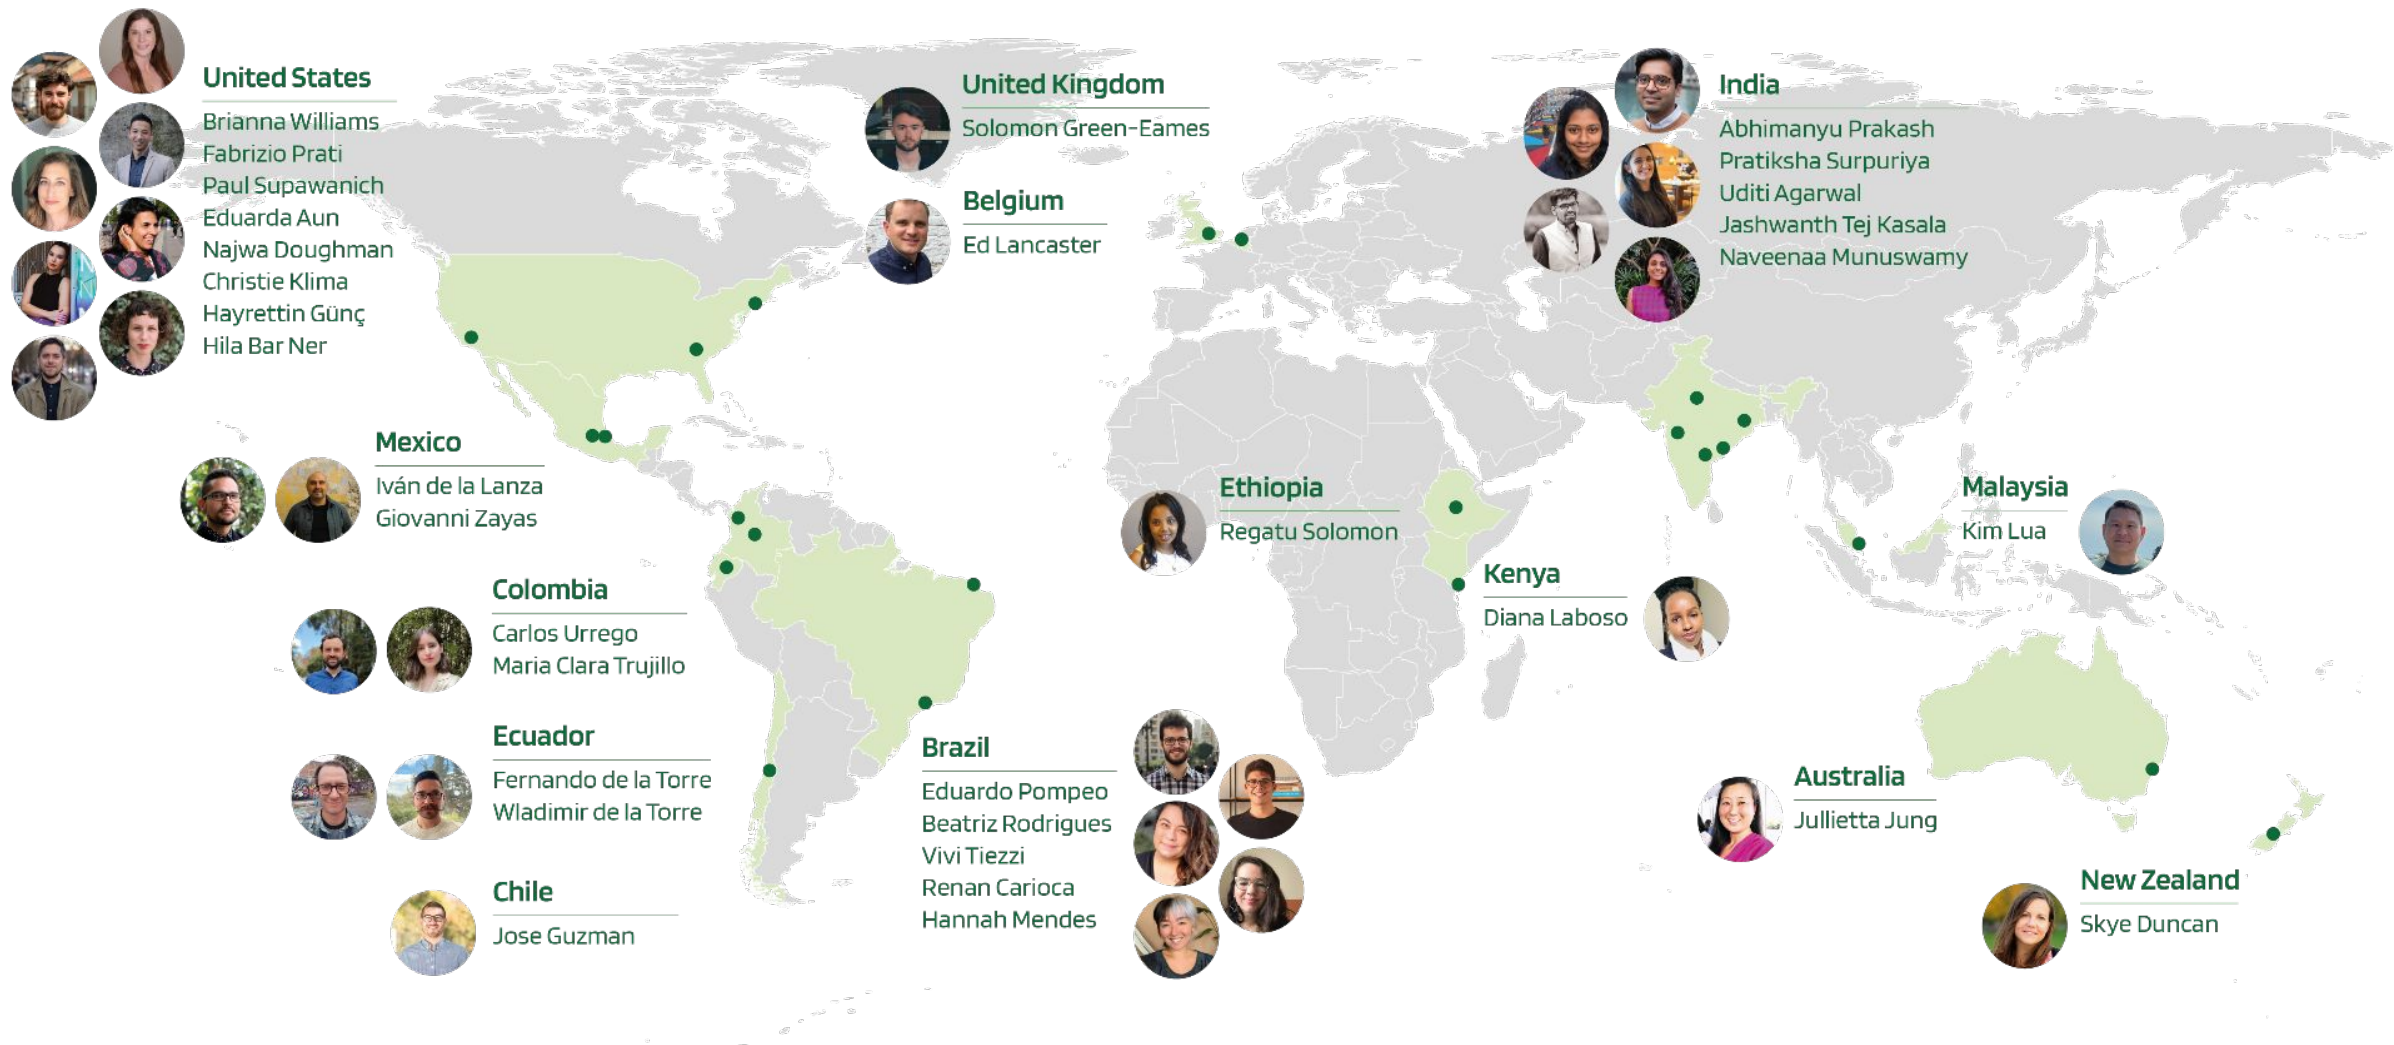 United States
Brianna Williams
Fabrizio Prati
Paul Supawanich
Eduarda Aun
Najwa Doughman
Christie Klima
Hayrettin Günç
Hila Bar Ner
United Kingdom
Solomon Green-Eames
Belgium
Ed Lancaster
India
Abhimanyu Prakash
Pratiksha Surpuriya
Uditi Agarwal
Jashwanth Tej Kasala
Naveenaa Munuswamy
Mexico
Iván de la Lanza
Giovanni Zayas
Ethiopia
Regatu Solomon
Malaysia
Kim Lua
Kenya
Diana Laboso
Colombia
Carlos Urrego
Maria Clara Trujillo
Ecuador
Fernando de la Torre
Wladimir de la Torre
Brazil
Eduardo Pompeo
Beatriz Rodrigues
Vivi Tiezzi
Renan Carioca
Hannah Mendes
Australia
Jullietta Jung
Chile
Jose Guzman
New Zealand
Skye Duncan